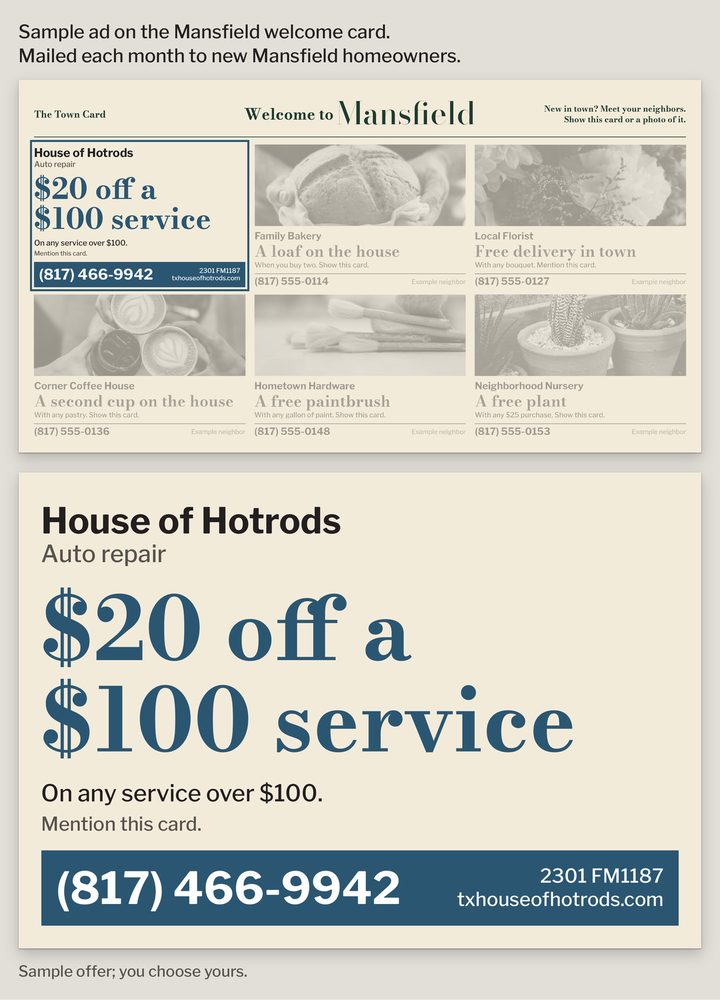 Sample ad on the Mansfield welcome card.
Mailed each month to new Mansfield homeowners.
The Town Card
Welcome to Mansfield
New in town? Meet your neighbors.
Show this card or a photo of it.
House of Hotrods
Auto repair
$20 off a
$100 service
On any service over $100.
Mention this card.
(817) 466-9942
2301 FM1187
txhouseofhotrods.com
Family Bakery
A loaf on the house
When you buy two. Show this card.
(817) 555-0114
Example neighbor
Local Florist
Free delivery in town
With any bouquet. Mention this card.
(817) 555-0127
Example neighbor
Corner Coffee House
A second cup on the house
With any pastry. Show this card.
(817) 555-0136
Example neighbor
Hometown Hardware
A free paintbrush
With any gallon of paint. Show this card.
(817) 555-0148
Example neighbor
Neighborhood Nursery
A free plant
With any $25 purchase. Show this card.
(817) 555-0153
Example neighbor
House of Hotrods
Auto repair
$20 off a
$100 service
On any service over $100.
Mention this card.
(817) 466-9942
2301 FM1187
txhouseofhotrods.com
Sample offer; you choose yours.